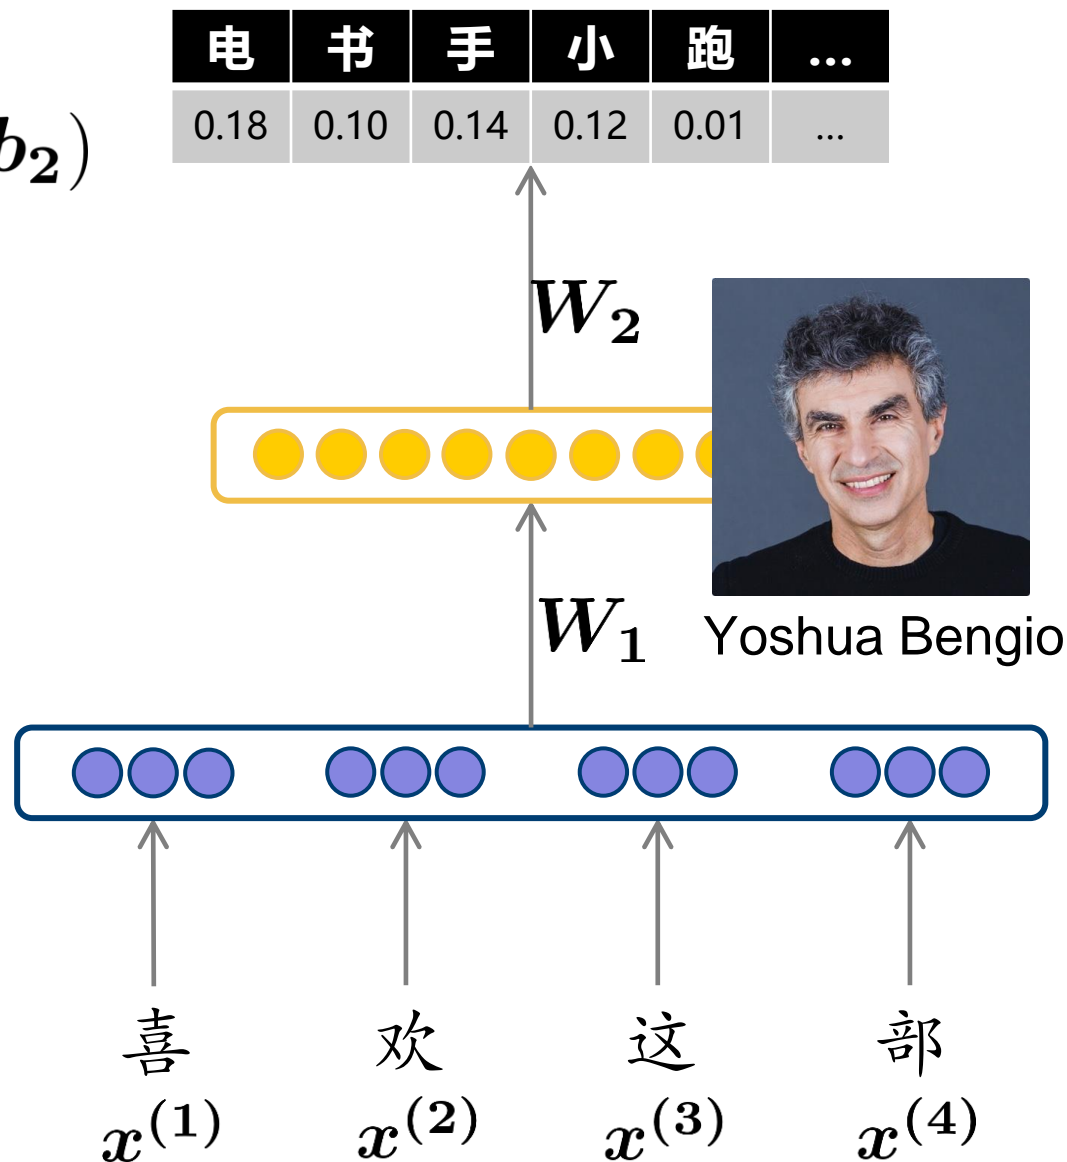 电 书 手 小 跑 ...
0.18 0.10 0.14 0.12 0.01 ...
b₂)
W₂
W₁
Yoshua Bengio
喜 欢 这 部
x⁽¹⁾ x⁽²⁾ x⁽³⁾ x⁽⁴⁾